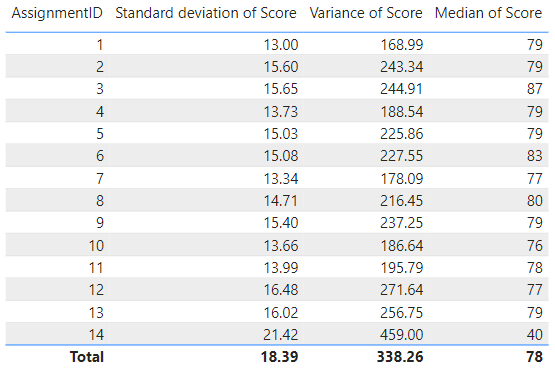 AssignmentID Standard deviation of Score Variance of Score Median of Score
1 13.00 168.99 79
2 15.60 243.34 79
3 15.65 244.91 87
4 13.73 188.54 79
5 15.03 225.86 79
6 15.08 227.55 83
7 13.34 178.09 77
8 14.71 216.45 80
9 15.40 237.25 79
10 13.66 186.64 76
11 13.99 195.79 78
12 16.48 271.64 77
13 16.02 256.75 79
14 21.42 459.00 40
Total 18.39 338.26 78